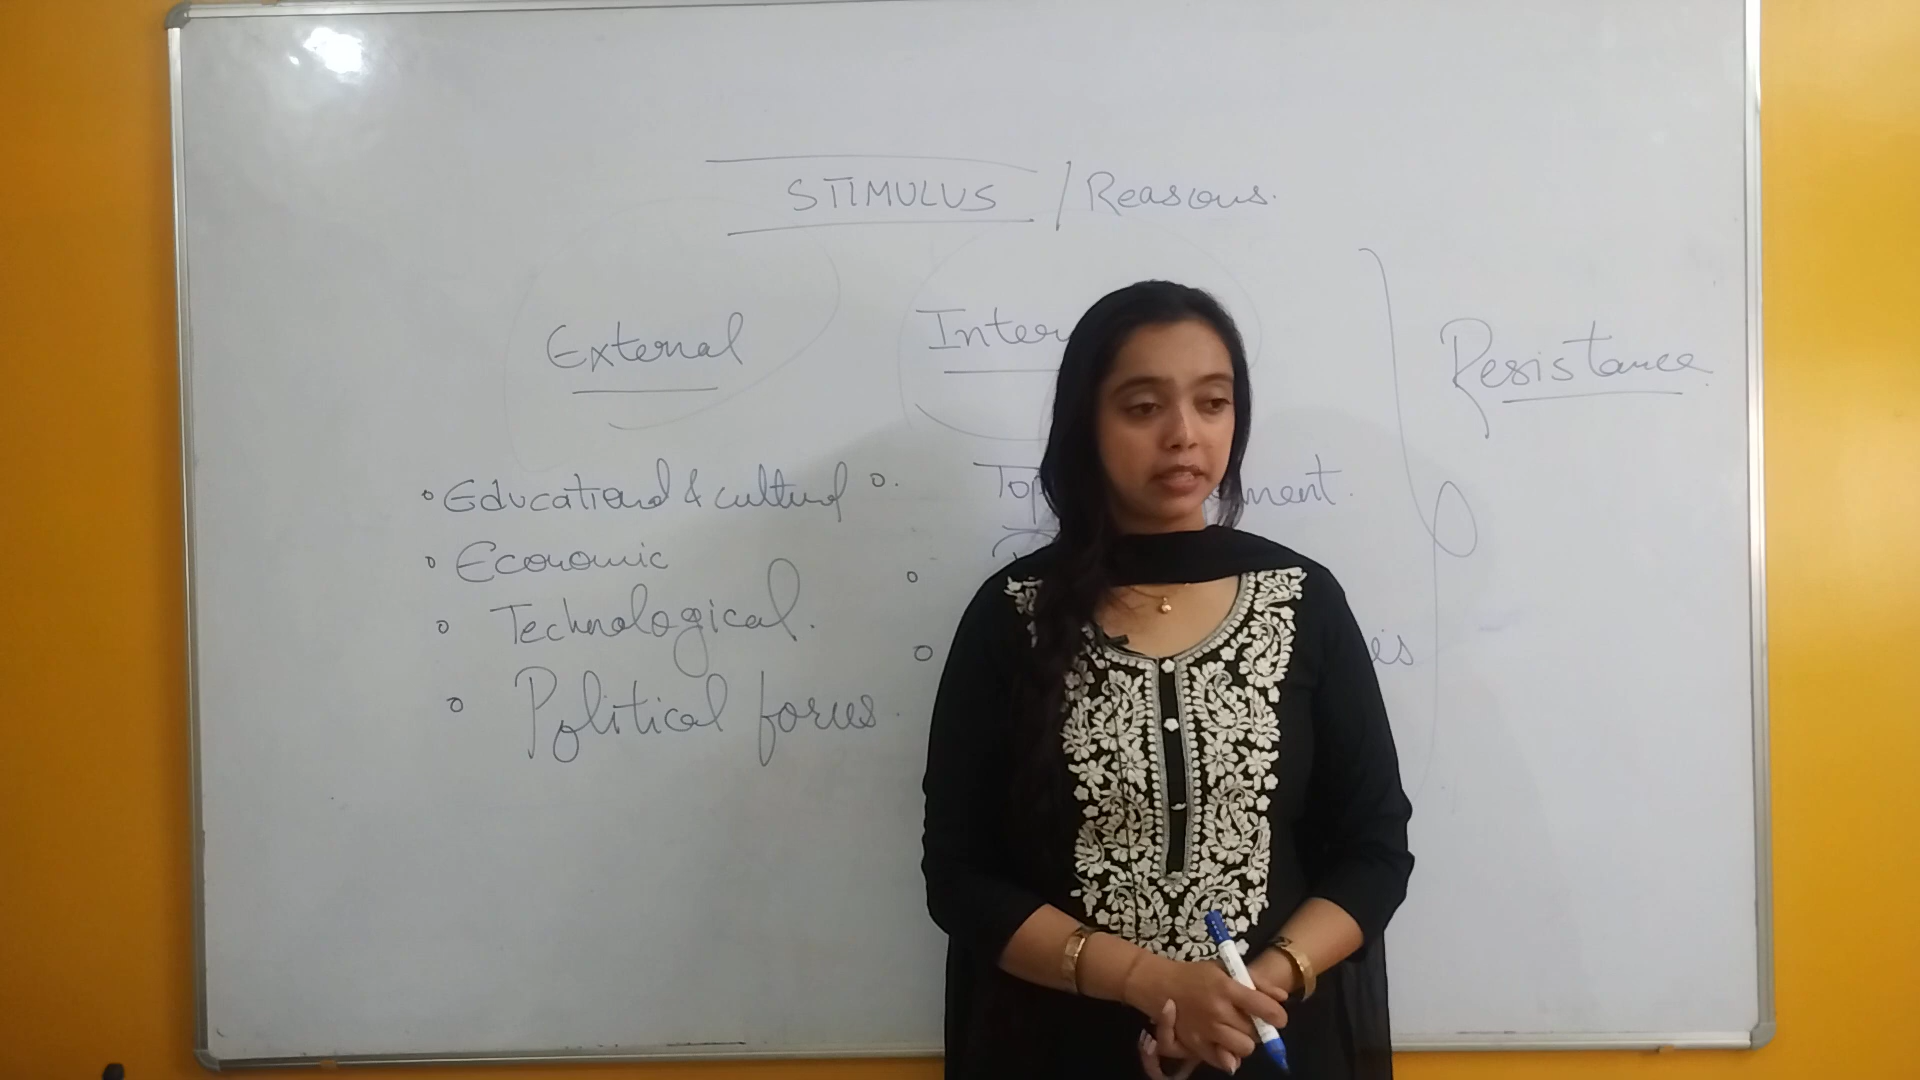 STIMULUS / Reasons.
External
Inter
Resistance
• Educational & cultural
Top ment.
• Economic
• Technological.
• Political forces.